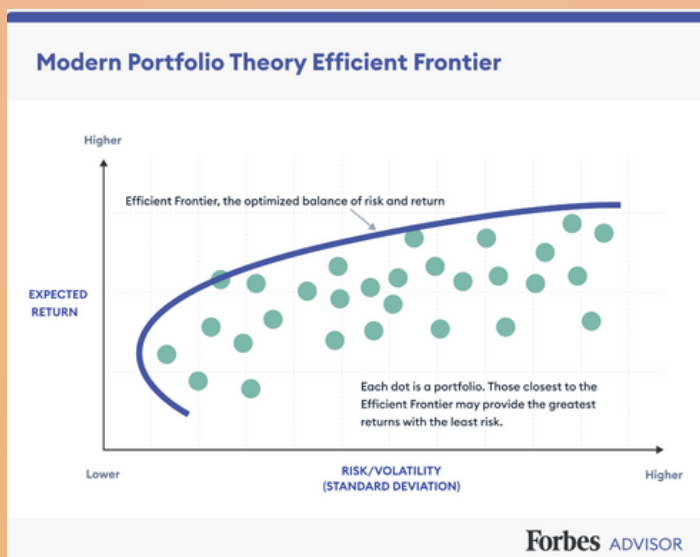 Modern Portfolio Theory Efficient Frontier
Higher
Efficient Frontier, the optimized balance of risk and return
EXPECTED
RETURN
Each dot is a portfolio. Those closest to the
Efficient Frontier may provide the greatest
returns with the least risk.
Lower
RISK/VOLATILITY
(STANDARD DEVIATION)
Higher
Forbes ADVISOR